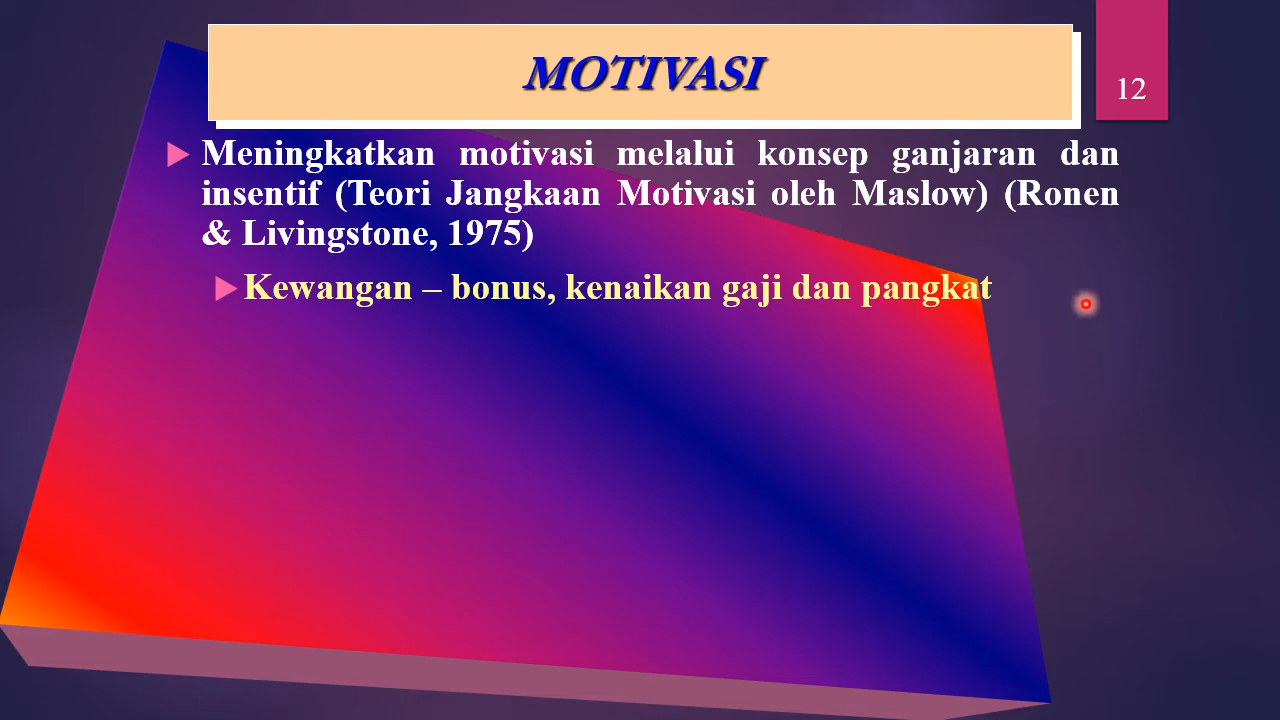 MOTIVASI
12
Meningkatkan motivasi melalui konsep ganjaran dan
insentif (Teori Jangkaan Motivasi oleh Maslow) (Ronen
& Livingstone, 1975)
Kewangan – bonus, kenaikan gaji dan pangkat